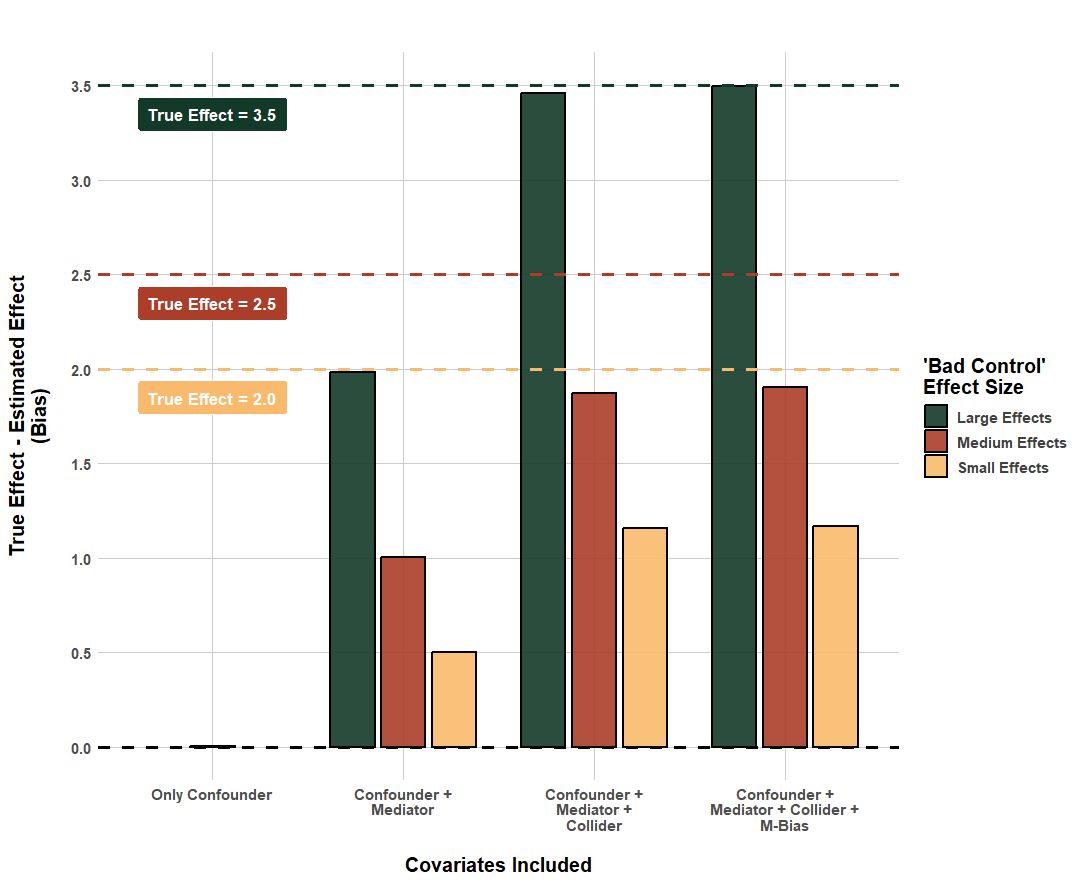 3.5
3.0
2.5
2.0
1.5
1.0
0.5
0.0
True Effect - Estimated Effect
(Bias)
True Effect = 3.5
True Effect = 2.5
True Effect = 2.0
Only Confounder
Confounder +
Mediator
Confounder +
Mediator +
Collider
Confounder +
Mediator + Collider +
M-Bias
Covariates Included
'Bad Control'
Effect Size
Large Effects
Medium Effects
Small Effects